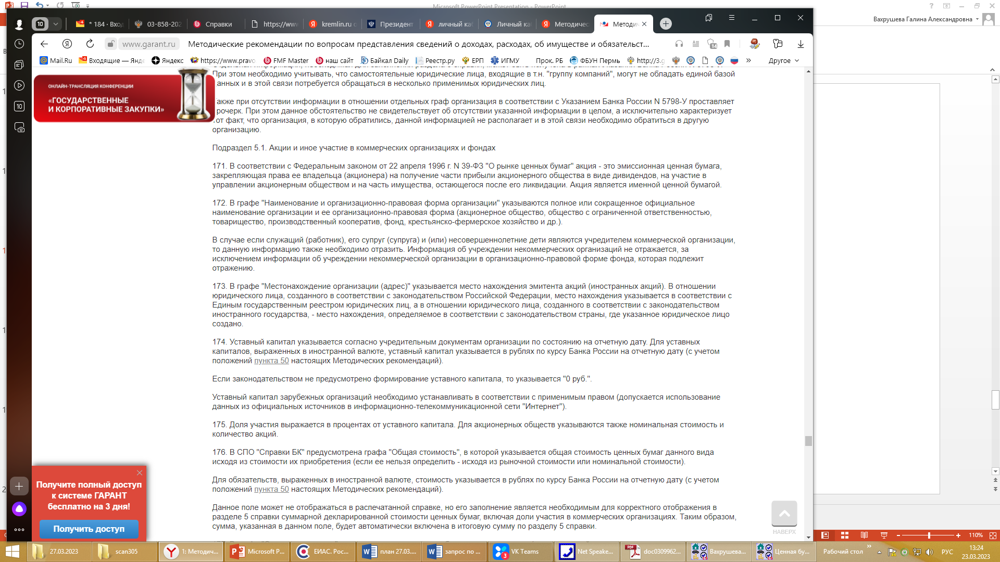 Microsoft PowerPoint Presentation - PowerPoint
Вахрушева Галина Александровна
10
* 184 · Вход
03-858-202
Справки
https://www
kremlin.ru о
Президент
личный ка
Личный ка
Методичес
Методич
www.garant.ru
Методические рекомендации по вопросам представления сведений о доходах, расходах, об имуществе и обязательст...
14
Mail.Ru
Входящие — Янде
Яндекс
https://www.pravo
FMF Master
наш сайт
Байкал Daily
Реестр.ру
ЕРП
ИГМУ
Прок. РБ
ФБУН Пермь
http://3.g
Другое
При этом необходимо учитывать, что самостоятельные юридические лица, входящие в т.н. "группу компаний", могут не обладать единой базой
данных и в этой связи потребуется обращаться в несколько применимых юридических лиц.
ОНЛАЙН-ТРАНСЛЯЦИЯ КОНФЕРЕНЦИИ
«ГОСУДАРСТВЕННЫЕ
И КОРПОРАТИВНЫЕ ЗАКУПКИ»
Также при отсутствии информации в отношении отдельных граф организация в соответствии с Указанием Банка России N 5798-У проставляет
прочерк. При этом данное обстоятельство не свидетельствует об отсутствии указанной информации в целом, а исключительно характеризует
тот факт, что организация, в которую обратились, данной информацией не располагает и в этой связи необходимо обратиться в другую
организацию.
Подраздел 5.1. Акции и иное участие в коммерческих организациях и фондах
171. В соответствии с Федеральным законом от 22 апреля 1996 г. N 39-ФЗ "О рынке ценных бумаг" акция - это эмиссионная ценная бумага,
закрепляющая права ее владельца (акционера) на получение части прибыли акционерного общества в виде дивидендов, на участие в
управлении акционерным обществом и на часть имущества, остающегося после его ликвидации. Акция является именной ценной бумагой.
172. В графе "Наименование и организационно-правовая форма организации" указываются полное или сокращенное официальное
наименование организации и ее организационно-правовая форма (акционерное общество, общество с ограниченной ответственностью,
товарищество, производственный кооператив, фонд, крестьянско-фермерское хозяйство и др.).
В случае если служащий (работник), его супруг (супруга) и (или) несовершеннолетние дети являются учредителем коммерческой организации,
то данную информацию также необходимо отразить. Информация об учреждении некоммерческих организаций не отражается, за
исключением информации об учреждении некоммерческой организации в организационно-правовой форме фонда, которая подлежит
отражению.
173. В графе "Местонахождение организации (адрес)" указывается место нахождения эмитента акций (иностранных акций). В отношении
юридического лица, созданного в соответствии с законодательством Российской Федерации, место нахождения указывается в соответствии с
Единым государственным реестром юридических лиц, а в отношении юридического лица, созданного в соответствии с законодательством
иностранного государства, - место нахождения, определяемое в соответствии с законодательством страны, где указанное юридическое лицо
создано.
174. Уставный капитал указывается согласно учредительным документам организации по состоянию на отчетную дату. Для уставных
капиталов, выраженных в иностранной валюте, уставный капитал указывается в рублях по курсу Банка России на отчетную дату (с учетом
положений пункта 50 настоящих Методических рекомендаций).
Если законодательством не предусмотрено формирование уставного капитала, то указывается "0 руб.".
Уставный капитал зарубежных организаций необходимо устанавливать в соответствии с применимым правом (допускается использование
данных из официальных источников в информационно-телекоммуникационной сети "Интернет").
175. Доля участия выражается в процентах от уставного капитала. Для акционерных обществ указываются также номинальная стоимость и
количество акций.
176. В СПО "Справки БК" предусмотрена графа "Общая стоимость", в которой указывается общая стоимость ценных бумаг данного вида
исходя из стоимости их приобретения (если ее нельзя определить - исходя из рыночной стоимости или номинальной стоимости).
Для обязательств, выраженных в иностранной валюте, стоимость указывается в рублях по курсу Банка России на отчетную дату (с учетом
положений пункта 50 настоящих Методических рекомендаций).
Данное поле может не отображаться в распечатанной справке, но его заполнение является необходимым для корректного отображения в
разделе 5 справки суммарной декларированной стоимости ценных бумаг, включая доли участия в коммерческих организациях. Таким образом,
сумма, указанная в данном поле, будет автоматически включена в итоговую сумму по разделу 5 справки.
Получите полный доступ
к системе ГАРАНТ
бесплатно на 3 дня!
Получить доступ
НАВЕРХ
110%
27.03.2023
scan305
1: Методич...
Microsoft P...
ЕИАС. Рос...
план 27.03....
запрос по ...
VK Teams
Net Speake...
doc0309962...
Вахрушева...
Ценная бу...
Рабочий стол
РУС
13:24
23.03.2023